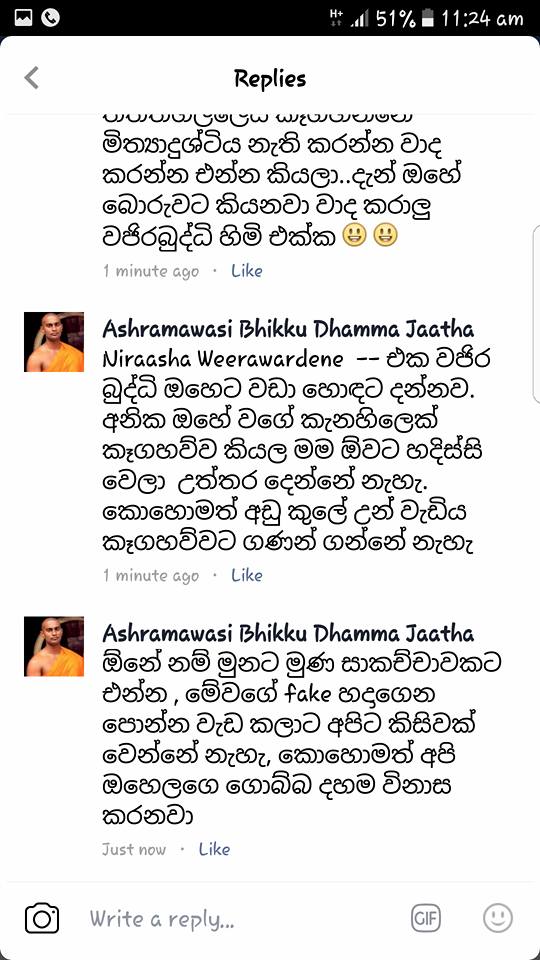 H+ 51% 11:24 am
Replies
මිත්‍යාදුශ්ටිය නැති කරන්න වාද
කරන්න එන්න කියලා..දැන් ඔහේ
බොරුවට කියනවා වාද කරාලු
වජිරබුද්ධි හිමි එක්ක 😃 😃
1 minute ago · Like
Ashramawasi Bhikku Dhamma Jaatha
Niraasha Weerawardene -- එක වජිර
බුද්ධි ඔහෙට වඩා හොඳට දන්නව.
අනික ඔහේ වගේ කැනහිලෙක්
කෑගහව්ව කියල මම ඕවට හදිස්සි
වෙලා උත්තර දෙන්නේ නැහැ.
කොහොමත් අඩු කුලේ උන් වැඩිය
කෑගහව්වට ගණන් ගන්නේ නැහැ
1 minute ago · Like
Ashramawasi Bhikku Dhamma Jaatha
ඕනේ නම් මුනට මුණ සාකච්චාවකට
එන්න , මේවගේ fake හදාගෙන
පොන්න වැඩ කලාට අපිට කිසිවක්
වෙන්නේ නැහැ, කොහොමත් අපි
ඔහෙලගෙ ගොබ්බ දහම විනාස
කරනවා
Just now · Like
Write a reply...
GIF